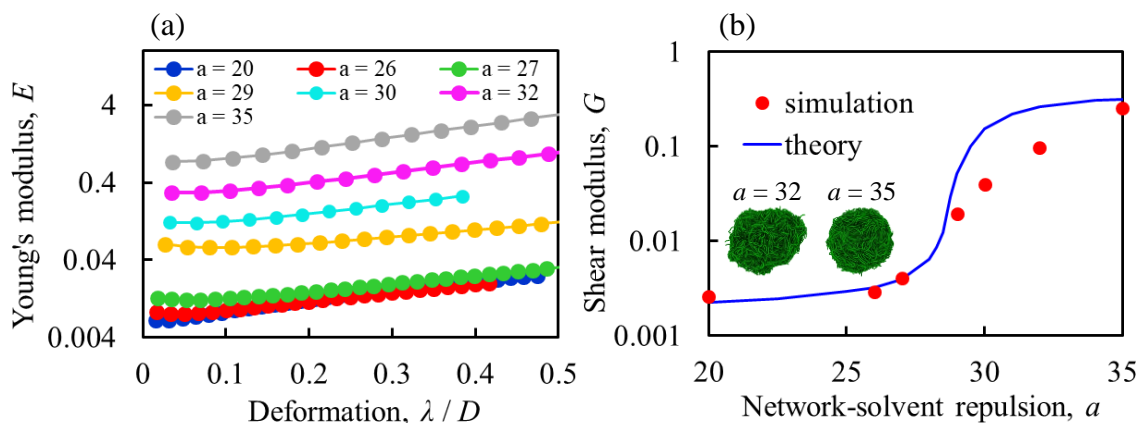 (a)
Young's modulus, E
4
0.4
0.04
0.004
a = 20
a = 26
a = 27
a = 29
a = 30
a = 32
a = 35
0
0.1
0.2
0.3
0.4
0.5
Deformation, λ / D
(b)
Shear modulus, G
1
0.1
0.01
0.001
simulation
theory
a = 32
a = 35
20
25
30
35
Network-solvent repulsion, a